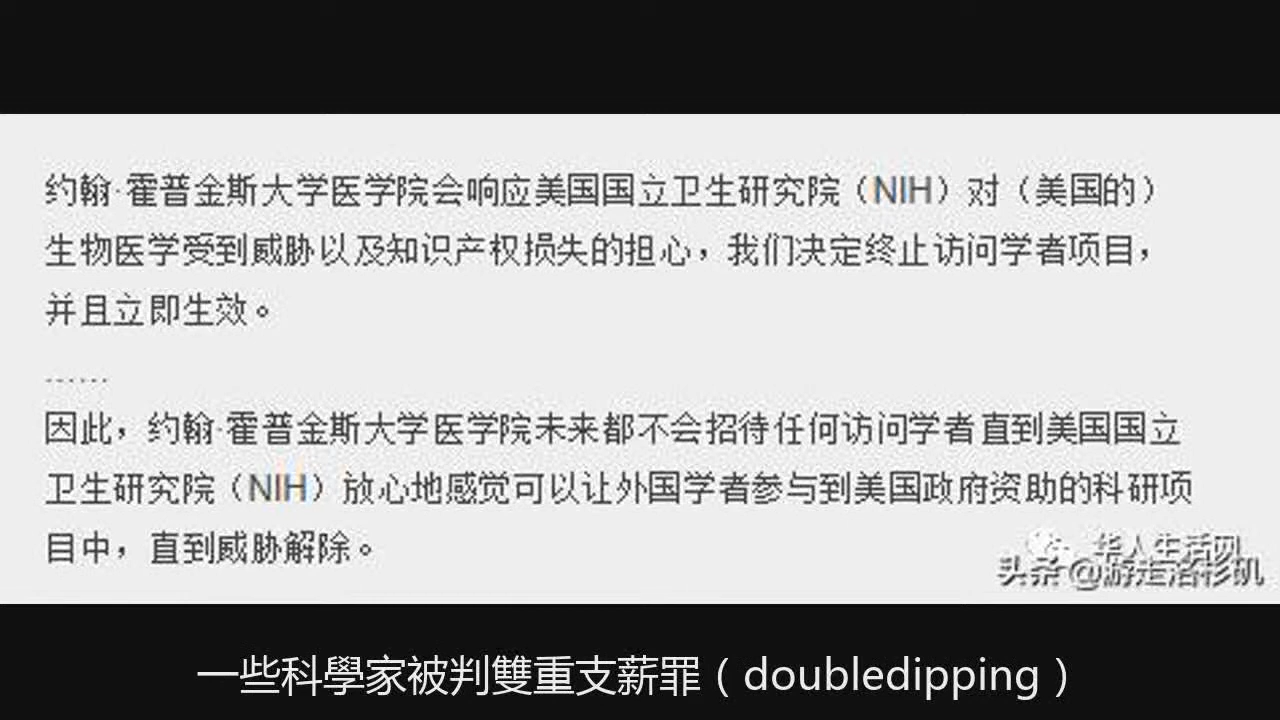 约翰·霍普金斯大学医学院会响应美国国立卫生研究院（NIH）对（美国的）
生物医学受到威胁以及知识产权损失的担心，我们决定终止访问学者项目，
并且立即生效。
......
因此，约翰·霍普金斯大学医学院未来都不会招待任何访问学者直到美国国立
卫生研究院（NIH）放心地感觉可以让外国学者参与到美国政府资助的科研项
目中，直到威胁解除。
华人生活网
头条@游走洛杉矶
一些科學家被判雙重支薪罪（doubledipping）